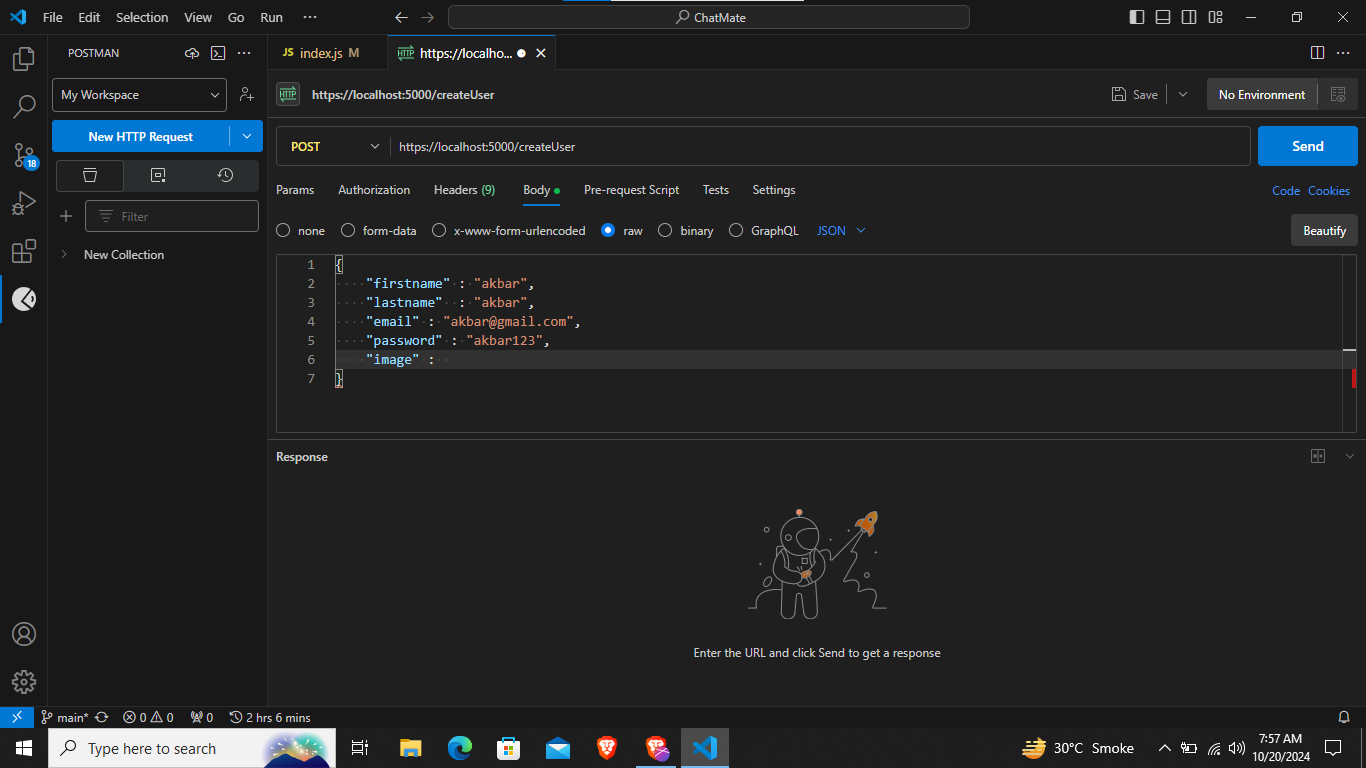 File Edit Selection View Go Run ··· ChatMate
POSTMAN ···
JS index.js M
HTTP https://localho... ···
My Workspace
HTTP https://localhost:5000/createUser
Save
No Environment
New HTTP Request
POST https://localhost:5000/createUser
Send
18
Params Authorization Headers (9) Body Pre-request Script Tests Settings
Code Cookies
Filter
none form-data x-www-form-urlencoded raw binary GraphQL JSON
Beautify
New Collection
1 {
2 "firstname" : "akbar",
3 "lastname" : "akbar",
4 "email" : "akbar@gmail.com",
5 "password" : "akbar123",
6 "image" :
7 }
Response
Enter the URL and click Send to get a response
main* 0 0 0 2 hrs 6 mins
Type here to search
30°C Smoke
7:57 AM
10/20/2024